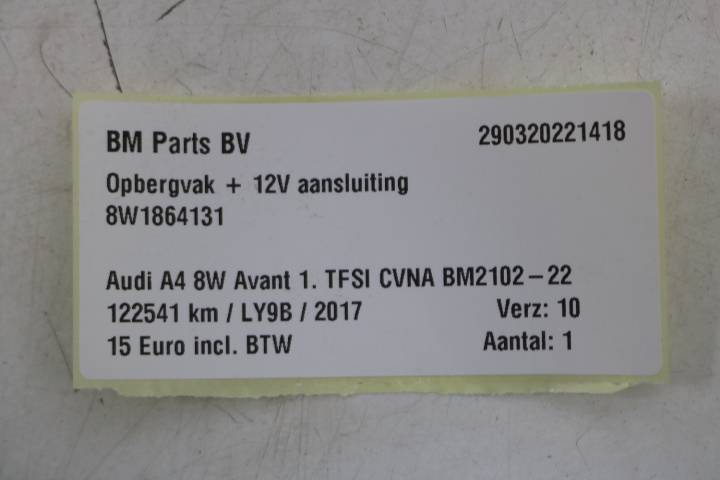 BM Parts BV 290320221418
Opbergvak + 12V aansluiting
8W1864131
Audi A4 8W Avant 1. TFSI CVNA BM2102-22
122541 km / LY9B / 2017 Verz: 10
15 Euro incl. BTW Aantal: 1